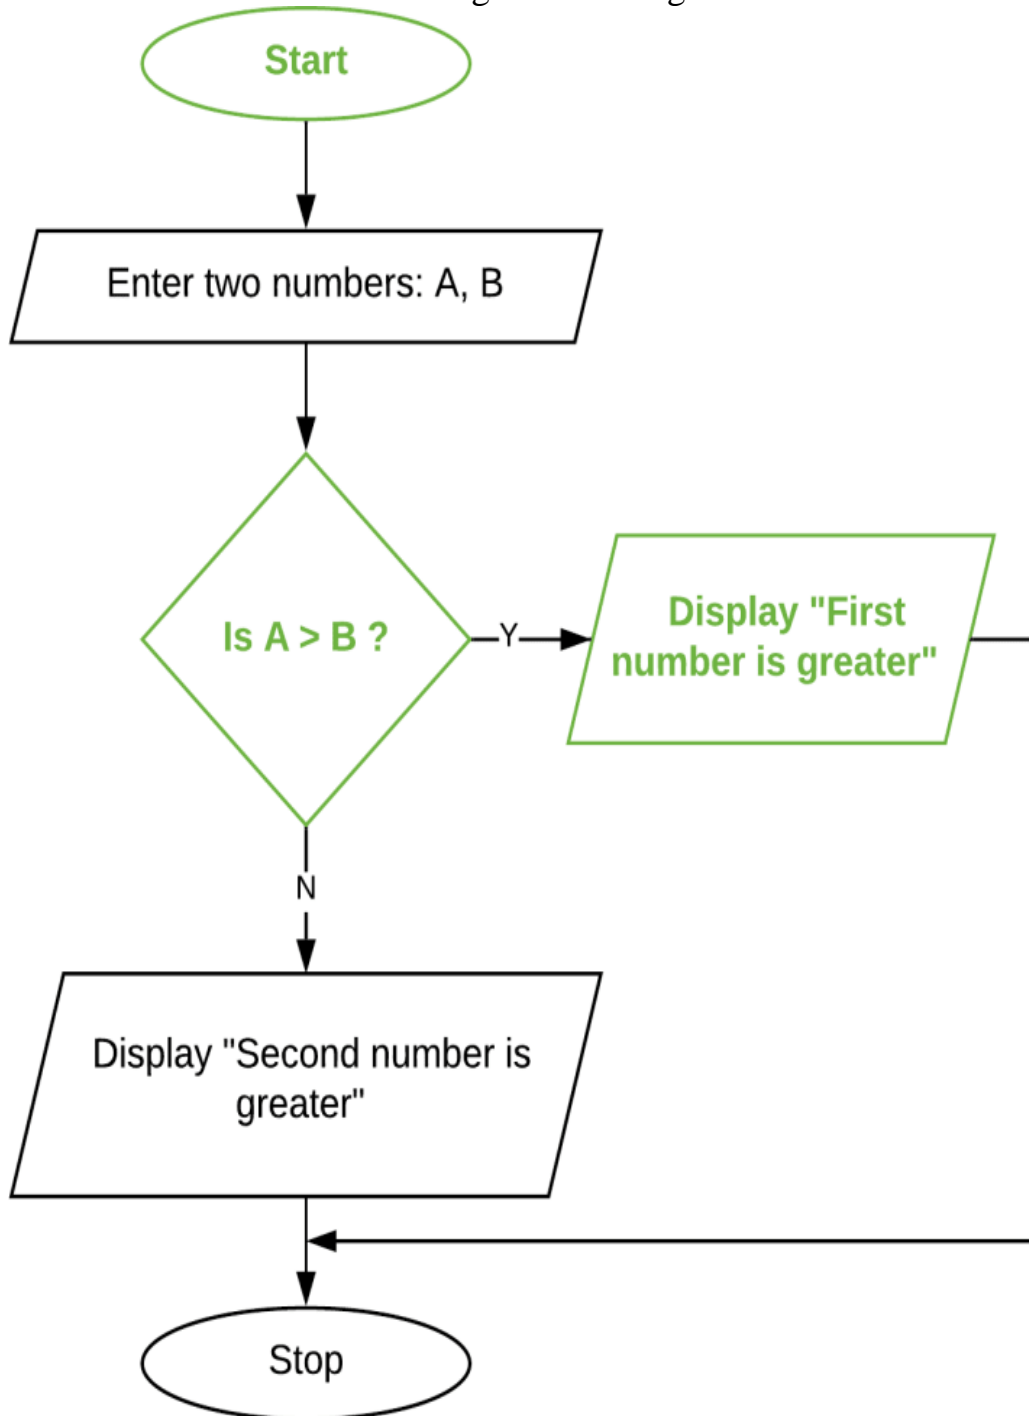 Start
Enter two numbers: A, B
Is A > B ?
Y
Display "First
number is greater"
N
Display "Second number is
greater"
Stop